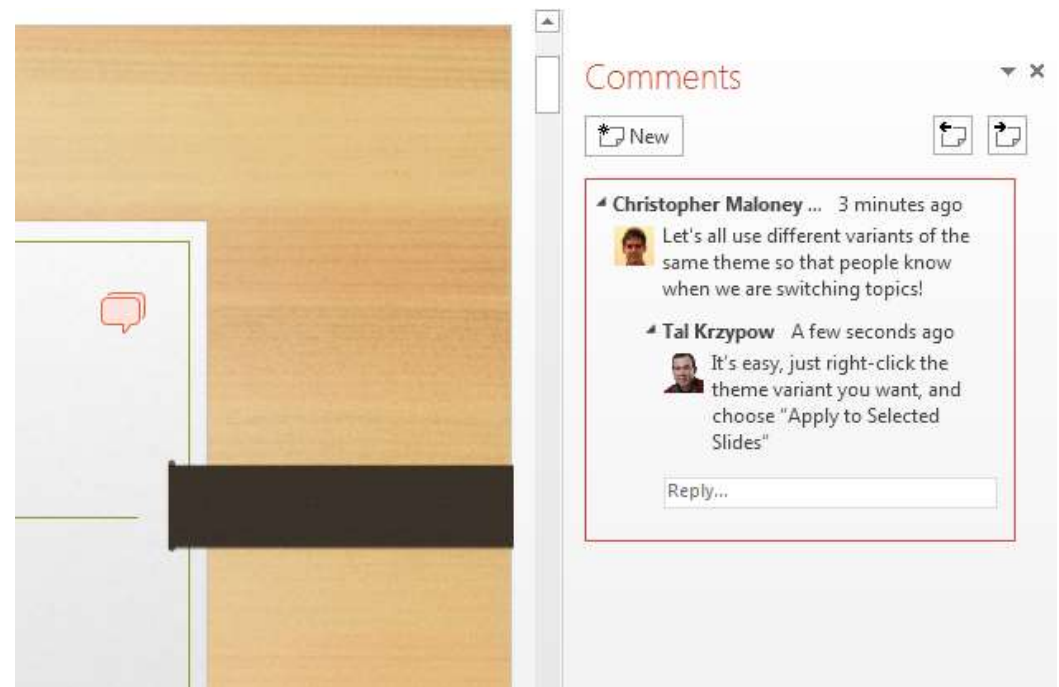 Comments
New
Christopher Maloney ... 3 minutes ago
Let's all use different variants of the
same theme so that people know
when we are switching topics!
Tal Krzypow A few seconds ago
It's easy, just right-click the
theme variant you want, and
choose "Apply to Selected
Slides"
Reply...